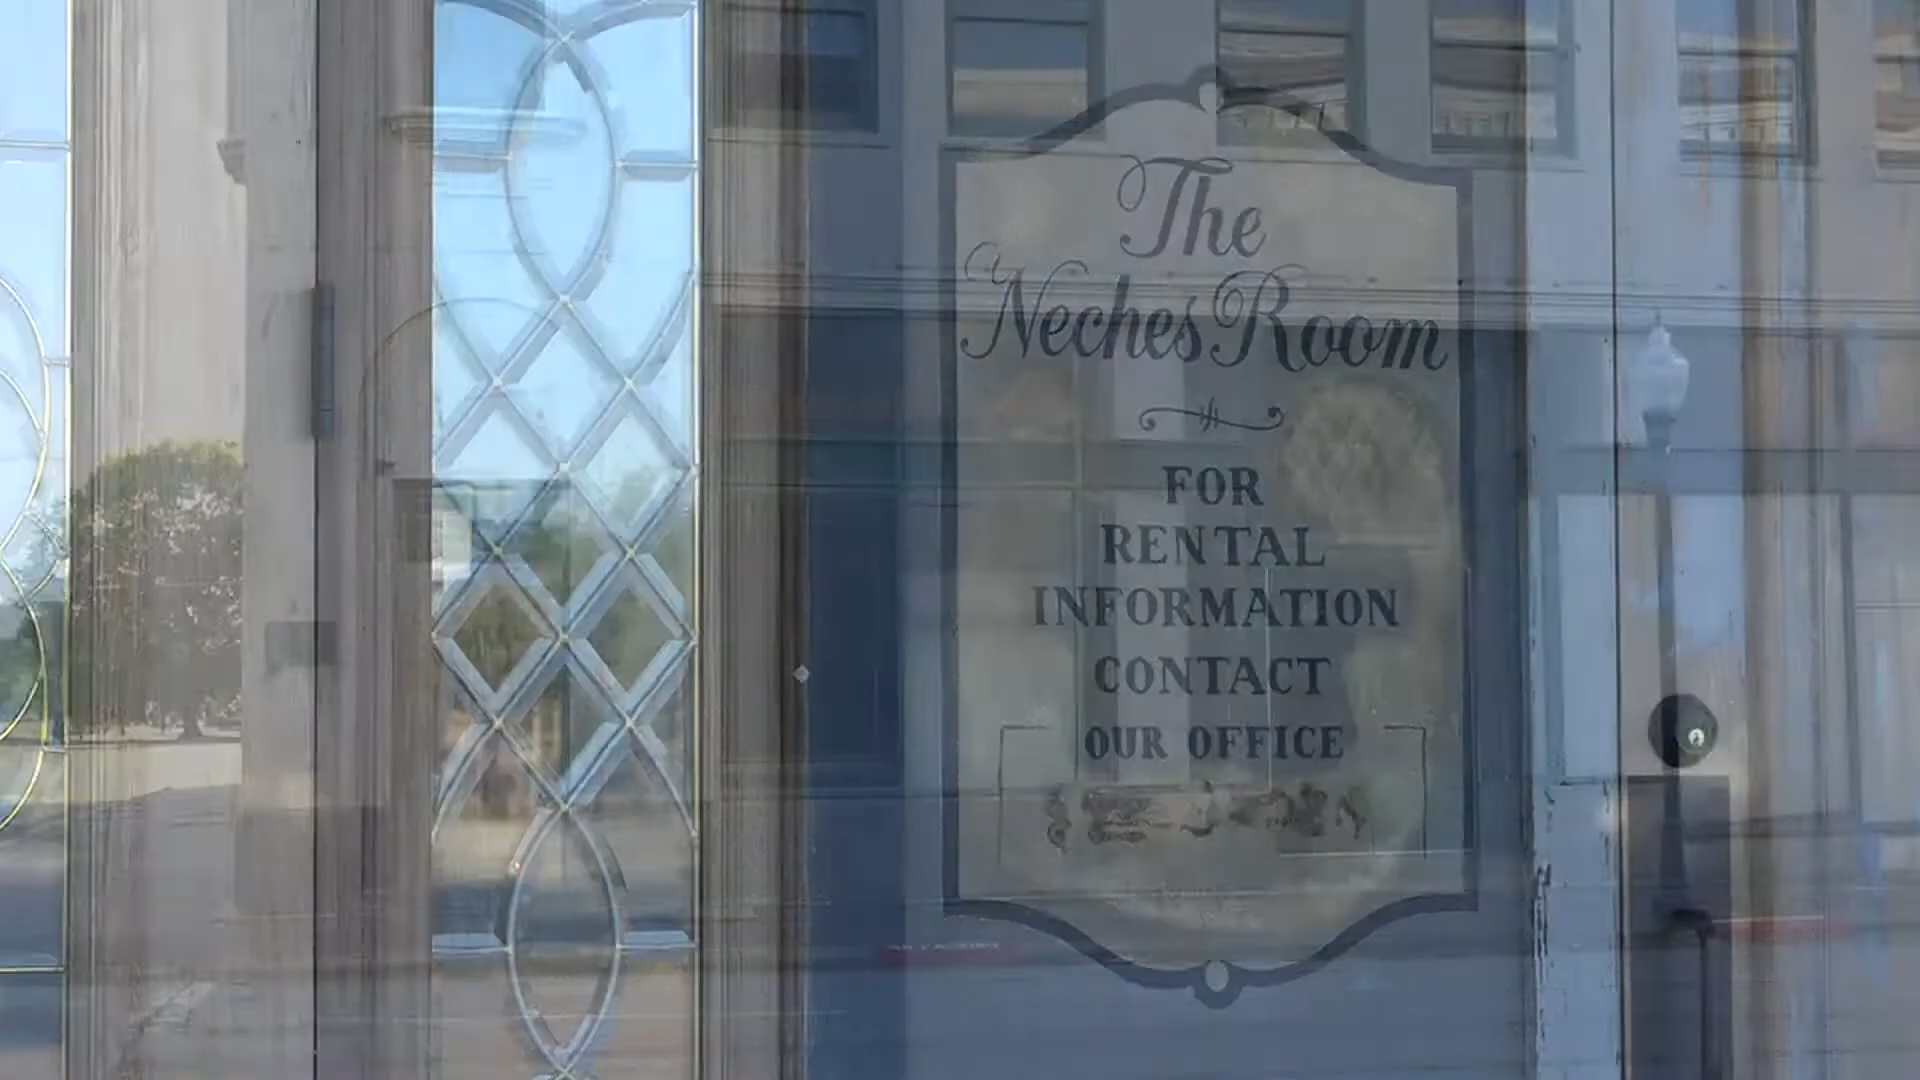 The
Neches Room
FOR
RENTAL
INFORMATION
CONTACT
OUR OFFICE